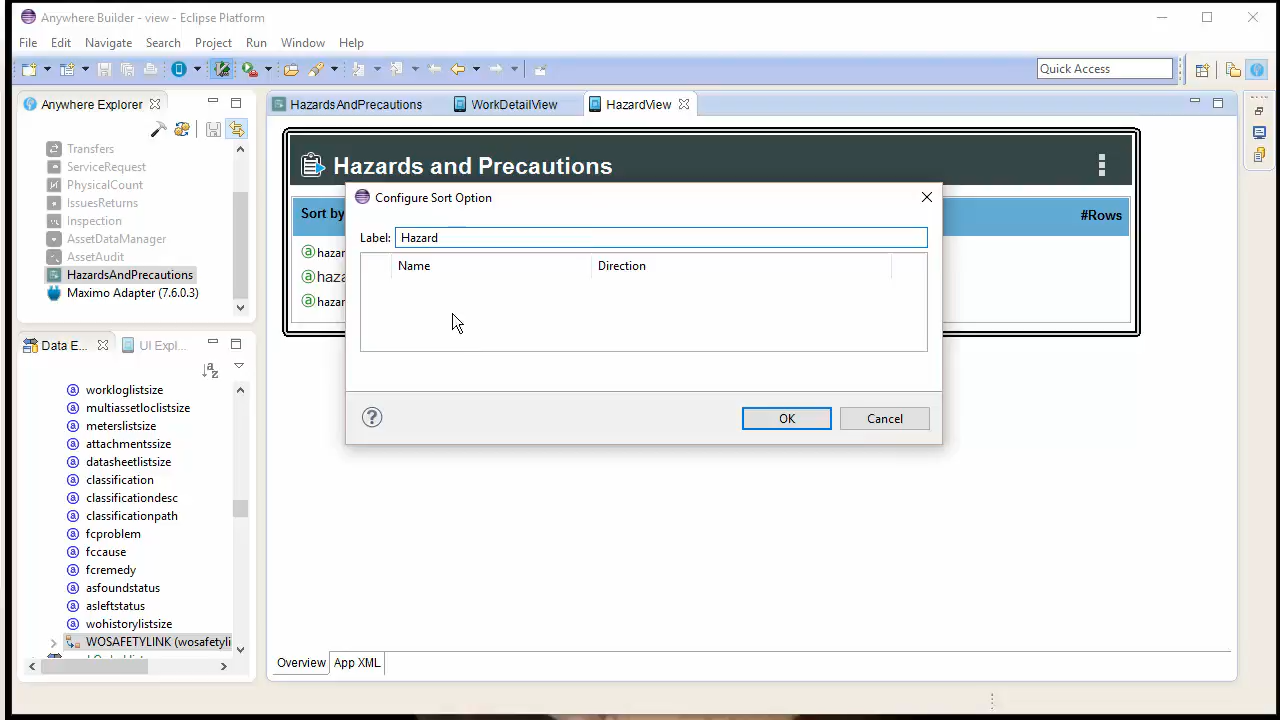 Anywhere Builder - view - Eclipse Platform
File Edit Navigate Search Project Run Window Help
Quick Access
Anywhere Explorer
HazardsAndPrecautions WorkDetailView HazardView
Transfers
ServiceRequest
PhysicalCount
IssuesReturns
Inspection
AssetDataManager
AssetAudit
HazardsAndPrecautions
Maximo Adapter (7.6.0.3)
Hazards and Precautions
Sort by #Rows
hazar
haza
hazar
Configure Sort Option
Label: Hazard
Name Direction
OK Cancel
Data E... UI Expl...
workloglistsize
multiassetloclistsize
meterslistsize
attachmentssize
datasheetlistsize
classification
classificationdesc
classificationpath
fcproblem
fccause
fcremedy
asfoundstatus
asleftstatus
wohistorylistsize
WOSAFETYLINK (wosafetyli
Overview App XML